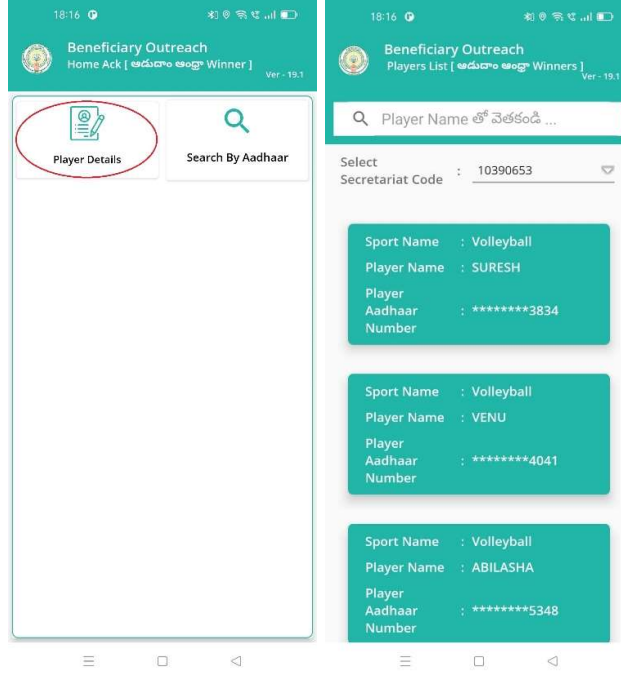 18:16
Beneficiary Outreach
Home Ack [ ఆడుదాం ఆంధ్రా Winner ]
Ver - 19.1
Player Details
Search By Aadhaar
18:16
Beneficiary Outreach
Players List [ ఆడుదాం ఆంధ్రా Winners ]
Ver - 19.1
Player Name తో వెతకండి ...
Select
Secretariat Code : 10390653
Sport Name : Volleyball
Player Name : SURESH
Player
Aadhaar : ********3834
Number
Sport Name : Volleyball
Player Name : VENU
Player
Aadhaar : ********4041
Number
Sport Name : Volleyball
Player Name : ABILASHA
Player
Aadhaar : ********5348
Number